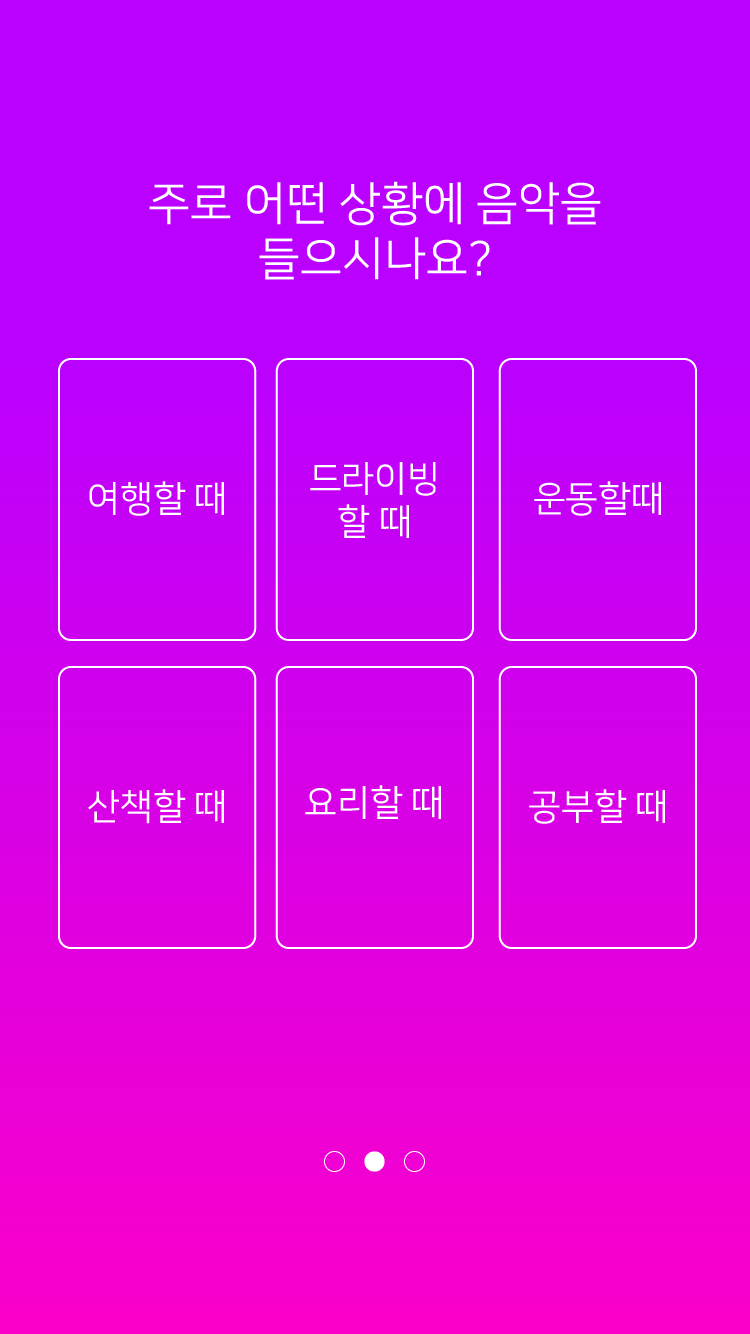 주로 어떤 상황에 음악을
들으시나요?
여행할 때
드라이빙
할 때
운동할때
산책할 때
요리할 때
공부할 때